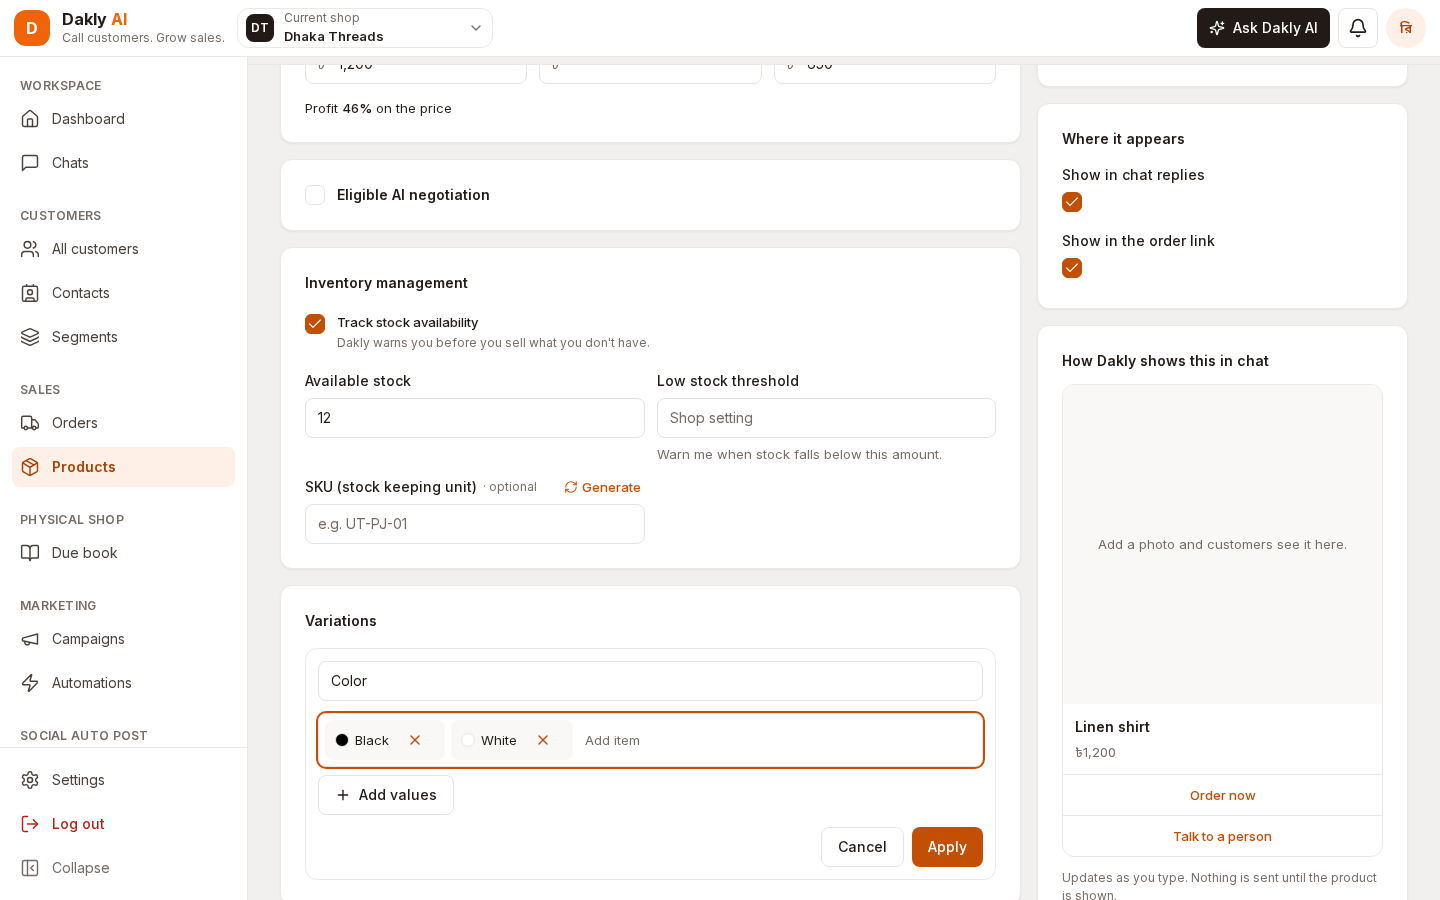 D
Dakly AI
Call customers. Grow sales.
DT
Current shop
Dhaka Threads
Ask Dakly AI
রি
WORKSPACE
Dashboard
Chats
CUSTOMERS
All customers
Contacts
Segments
SALES
Orders
Products
PHYSICAL SHOP
Due book
MARKETING
Campaigns
Automations
SOCIAL AUTO POST
Settings
Log out
Collapse
৳ 1,200
৳
৳ 650
Profit 46% on the price
Eligible AI negotiation
Inventory management
Track stock availability
Dakly warns you before you sell what you don't have.
Available stock
Low stock threshold
12
Shop setting
Warn me when stock falls below this amount.
SKU (stock keeping unit) · optional
Generate
e.g. UT-PJ-01
Variations
Color
Black
White
Add item
Add values
Cancel
Apply
Where it appears
Show in chat replies
Show in the order link
How Dakly shows this in chat
Add a photo and customers see it here.
Linen shirt
৳1,200
Order now
Talk to a person
Updates as you type. Nothing is sent until the product
is shown.